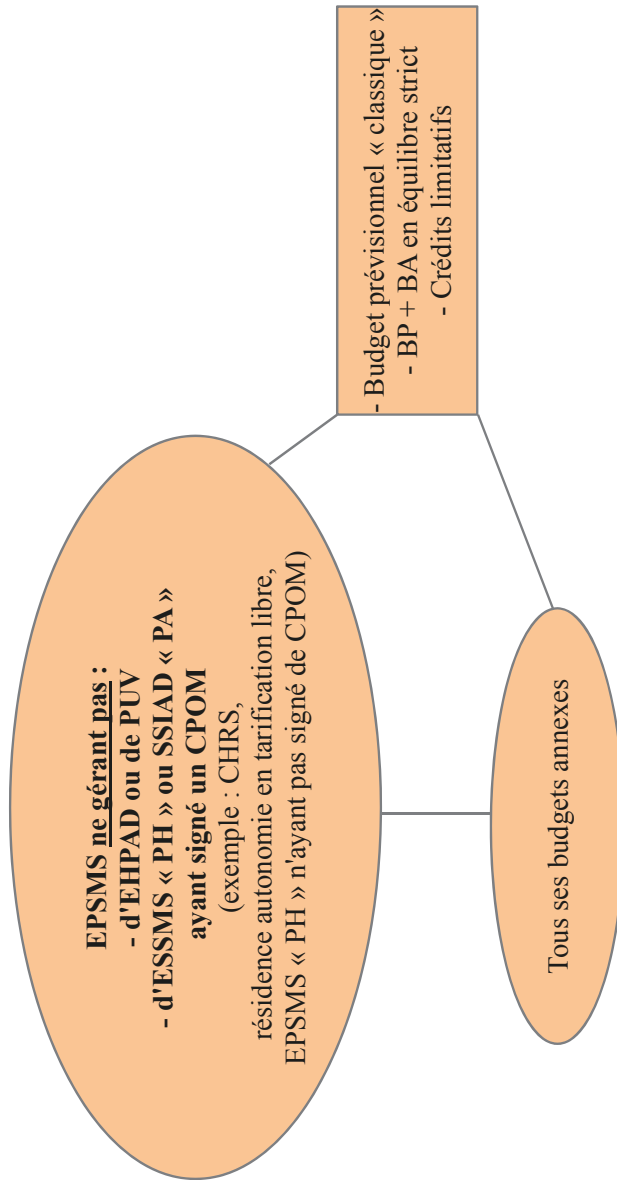 EPSMS ne gérant pas :
- d'EHPAD ou de PUV
- d'ESSMS « PH » ou SSIAD « PA »
ayant signé un CPOM
(exemple : CHRS,
résidence autonomie en tarification libre,
EPSMS « PH » n'ayant pas signé de CPOM)
- Budget prévisionnel « classique »
- BP + BA en équilibre strict
- Crédits limitatifs
Tous ses budgets annexes